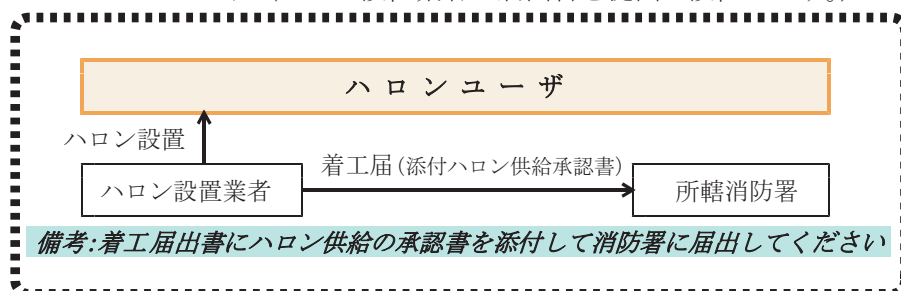 ハロンユーザ
ハロン設置
着工届(添付ハロン供給承認書)
ハロン設置業者
所轄消防署
備考:着工届出書にハロン供給の承認書を添付して消防署に届出してください